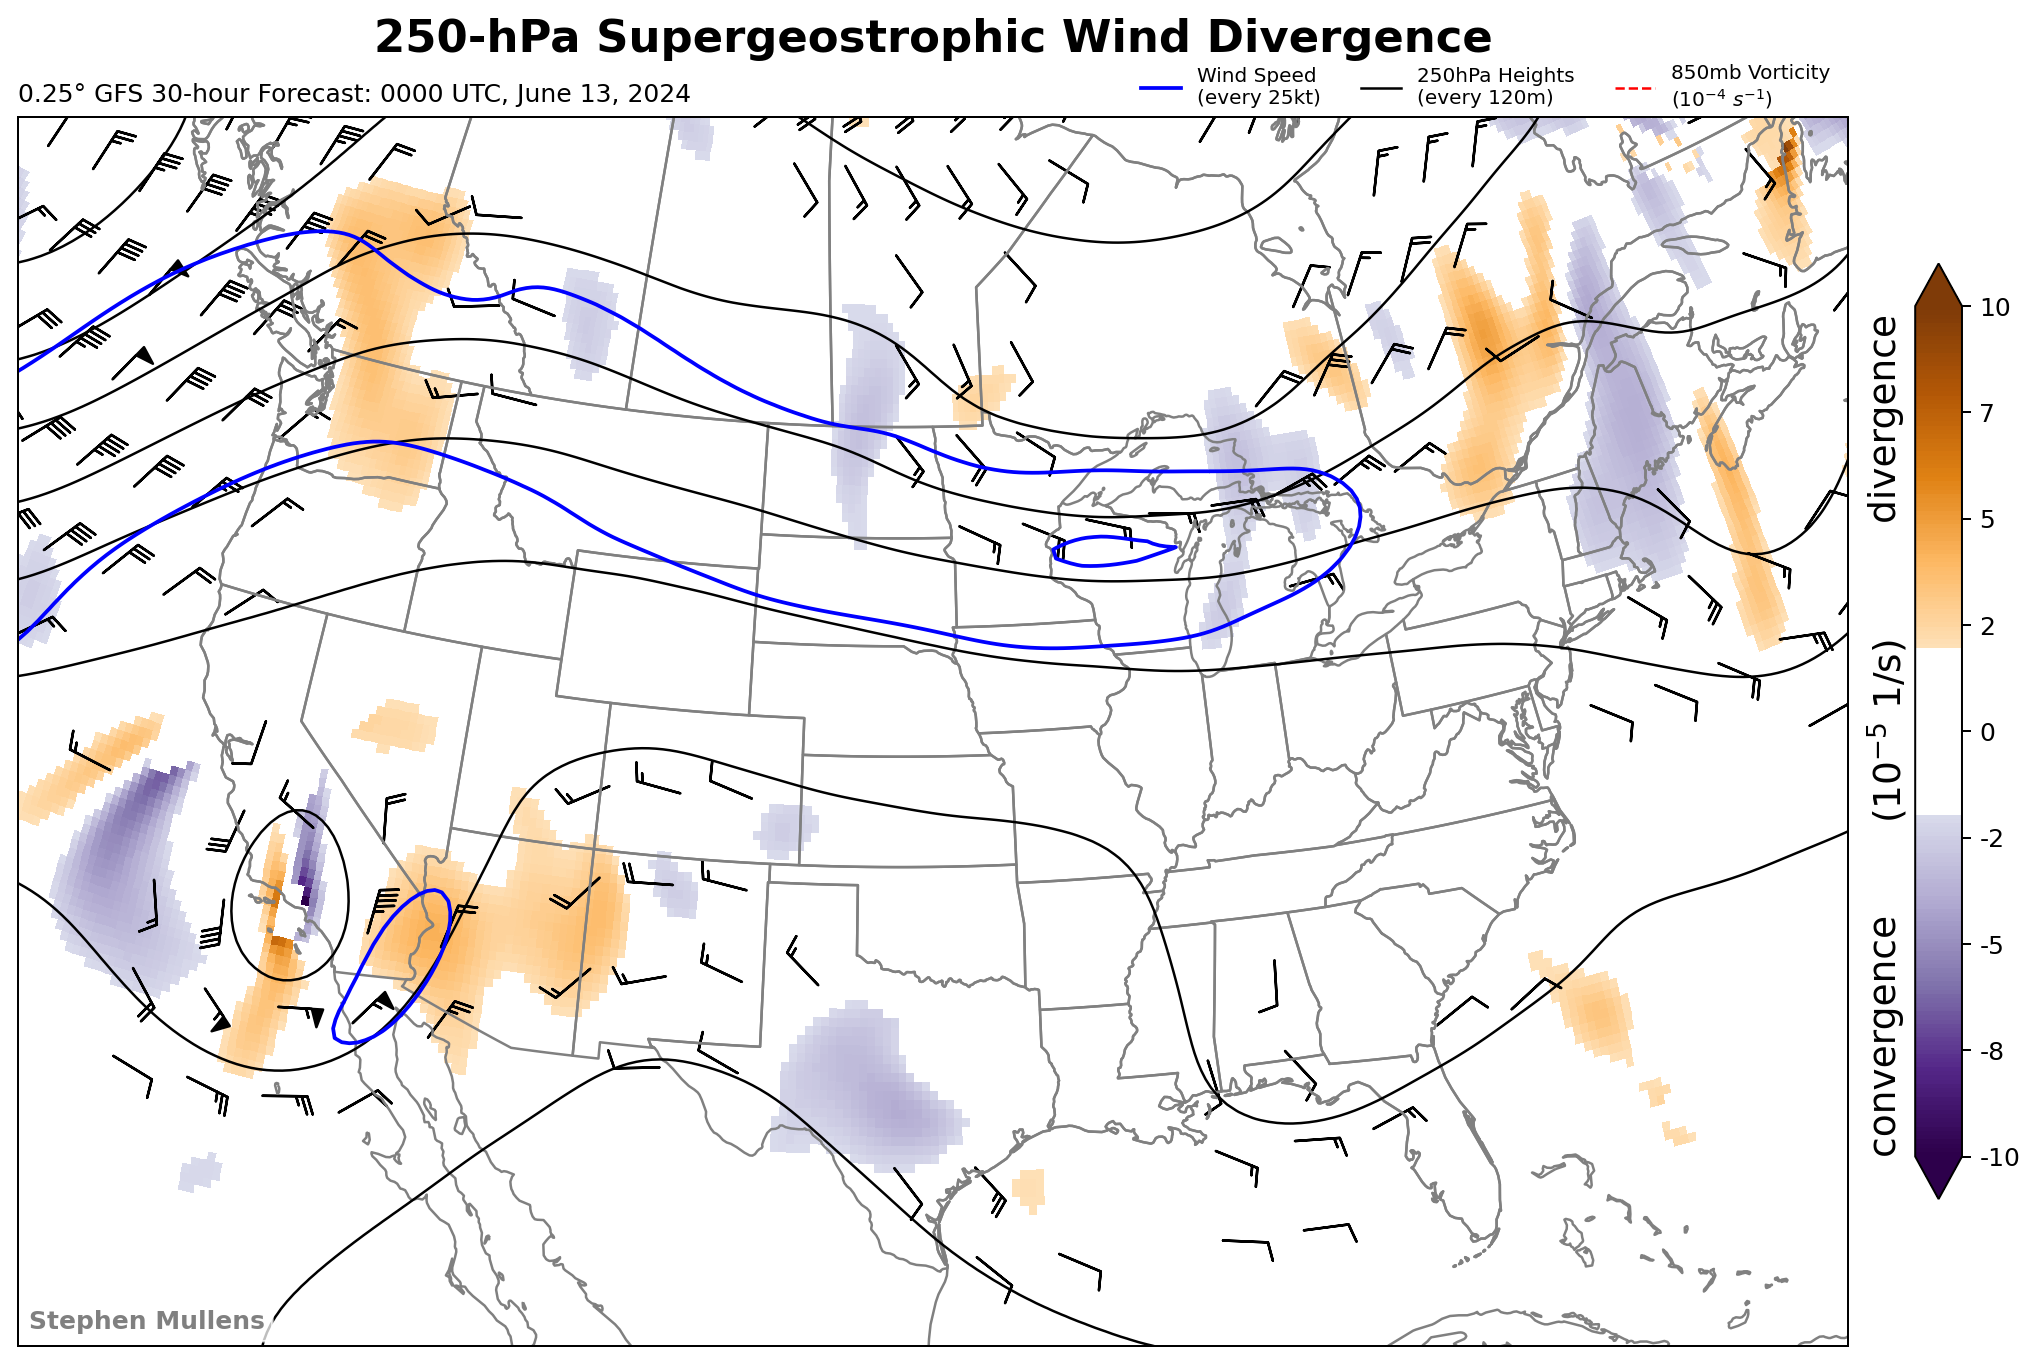 250-hPa Supergeostrophic Wind Divergence
0.25° GFS 30-hour Forecast: 0000 UTC, June 13, 2024
Wind Speed
(every 25kt)
250hPa Heights
(every 120m)
850mb Vorticity
(10⁻⁴ s⁻¹)
10
7
5
2
0
-2
-5
-8
-10
convergence (10⁻⁵ 1/s) divergence
Stephen Mullens